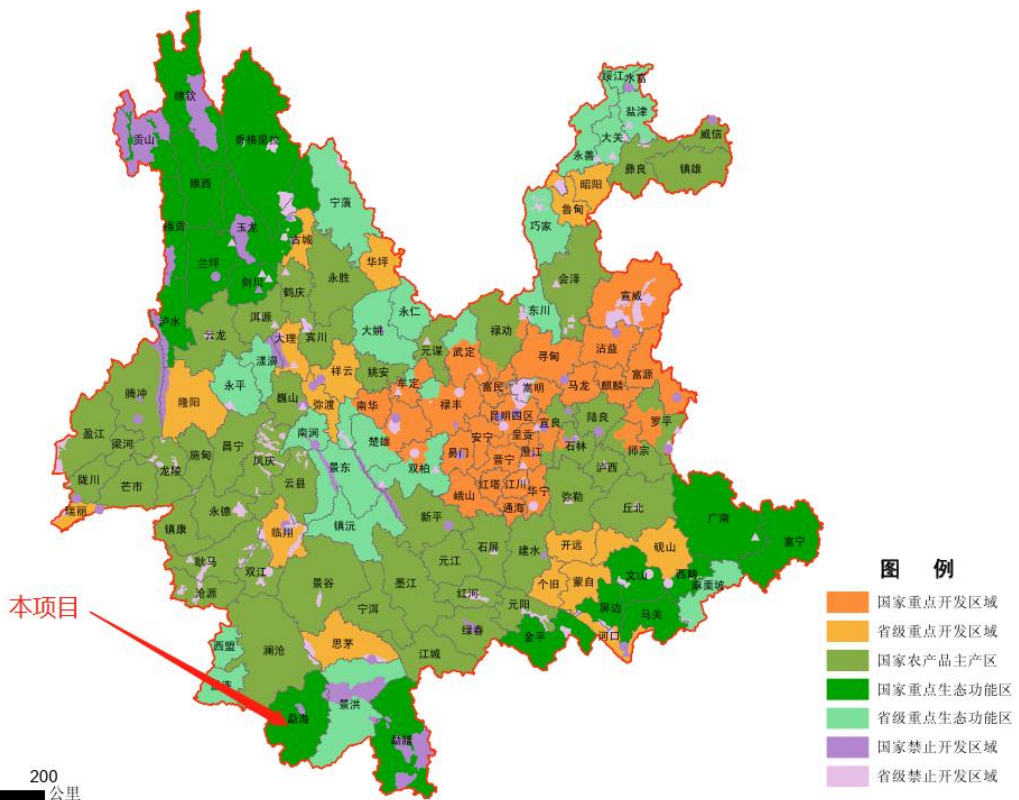 绥江
水富
盐津
威信
大关
永善
彝良
镇雄
昭阳
鲁甸
巧家
会泽
德钦
贡山
香格里拉
维西
宁蒗
福贡
玉龙
古城
华坪
兰坪
剑川
永胜
鹤庆
宣威
泸水
云龙
洱源
大理
宾川
永仁
大姚
东川
禄劝
元谋
武定
寻甸
沾益
漾濞
祥云
姚安
牟定
富民
嵩明
马龙
麒麟
富源
腾冲
永平
隆阳
巍山
弥渡
南华
禄丰
昆明四区
宜良
陆良
罗平
盈江
梁河
施甸
昌宁
南涧
楚雄
安宁
呈贡
石林
师宗
陇川
芒市
龙陵
凤庆
景东
双柏
易门
晋宁
澄江
泸西
云县
红塔
江川
华宁
瑞丽
永德
镇沅
新平
峨山
通海
弥勒
丘北
广南
镇康
临翔
富宁
耿马
双江
元江
石屏
建水
开远
砚山
沧源
景谷
墨江
红河
个旧
蒙自
文山
西畴
麻栗坡
宁洱
元阳
屏边
马关
西盟
澜沧
思茅
绿春
金平
河口
江城
景洪
勐海
勐腊
本项目
图 例
国家重点开发区域
省级重点开发区域
国家农产品主产区
国家重点生态功能区
省级重点生态功能区
国家禁止开发区域
省级禁止开发区域
200
公里